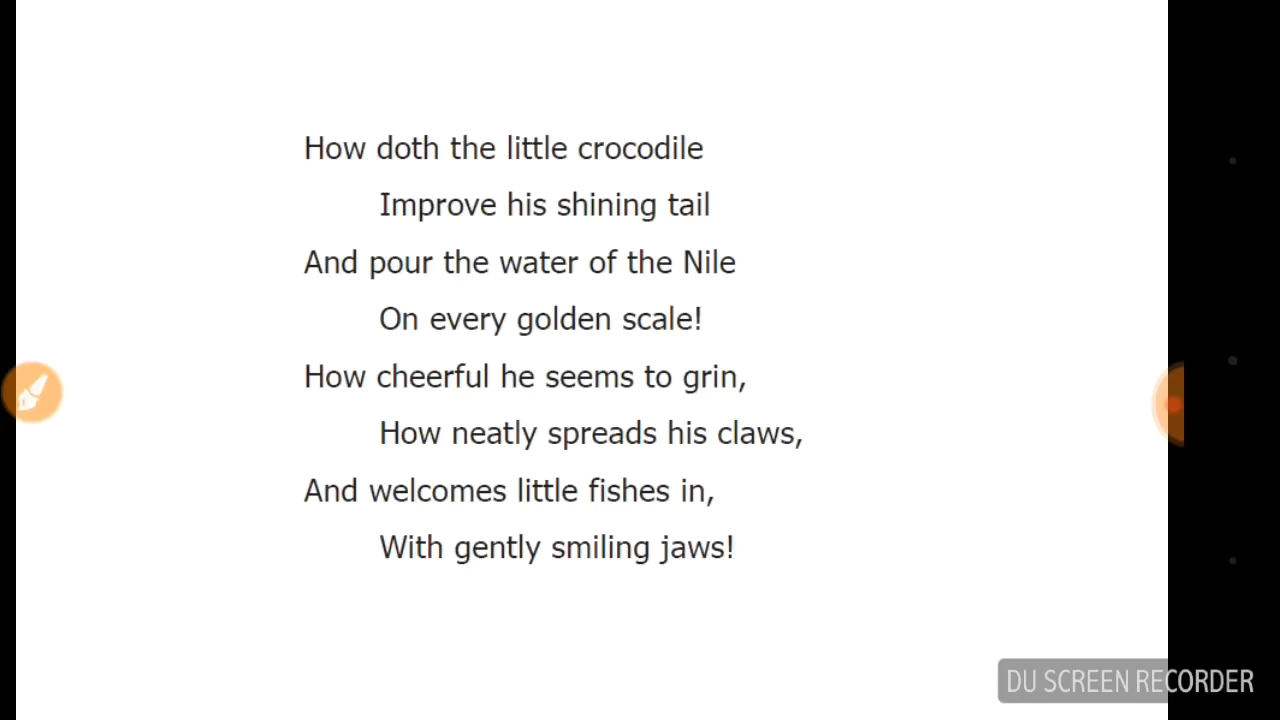 How doth the little crocodile
Improve his shining tail
And pour the water of the Nile
On every golden scale!
How cheerful he seems to grin,
How neatly spreads his claws,
And welcomes little fishes in,
With gently smiling jaws!
DU SCREEN RECORDER